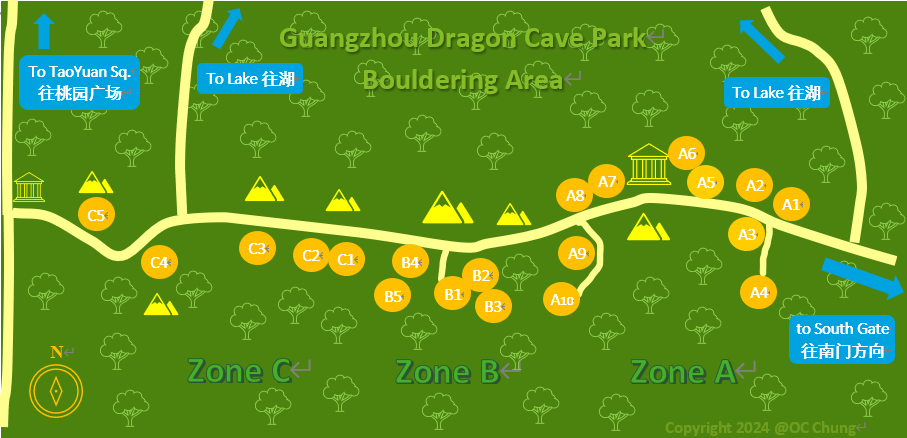 Guangzhou Dragon Cave Park
Bouldering Area
To TaoYuan Sq.
往桃园广场
To Lake 往湖
To Lake 往湖
A6
A7
A8
A5
A2
A1
C5
A3
C4
C3
C2
C1
B4
B2
A9
B5
B1
B3
A10
A4
to South Gate
往南门方向
N
Zone C
Zone B
Zone A
Copyright 2024 @OC Chung